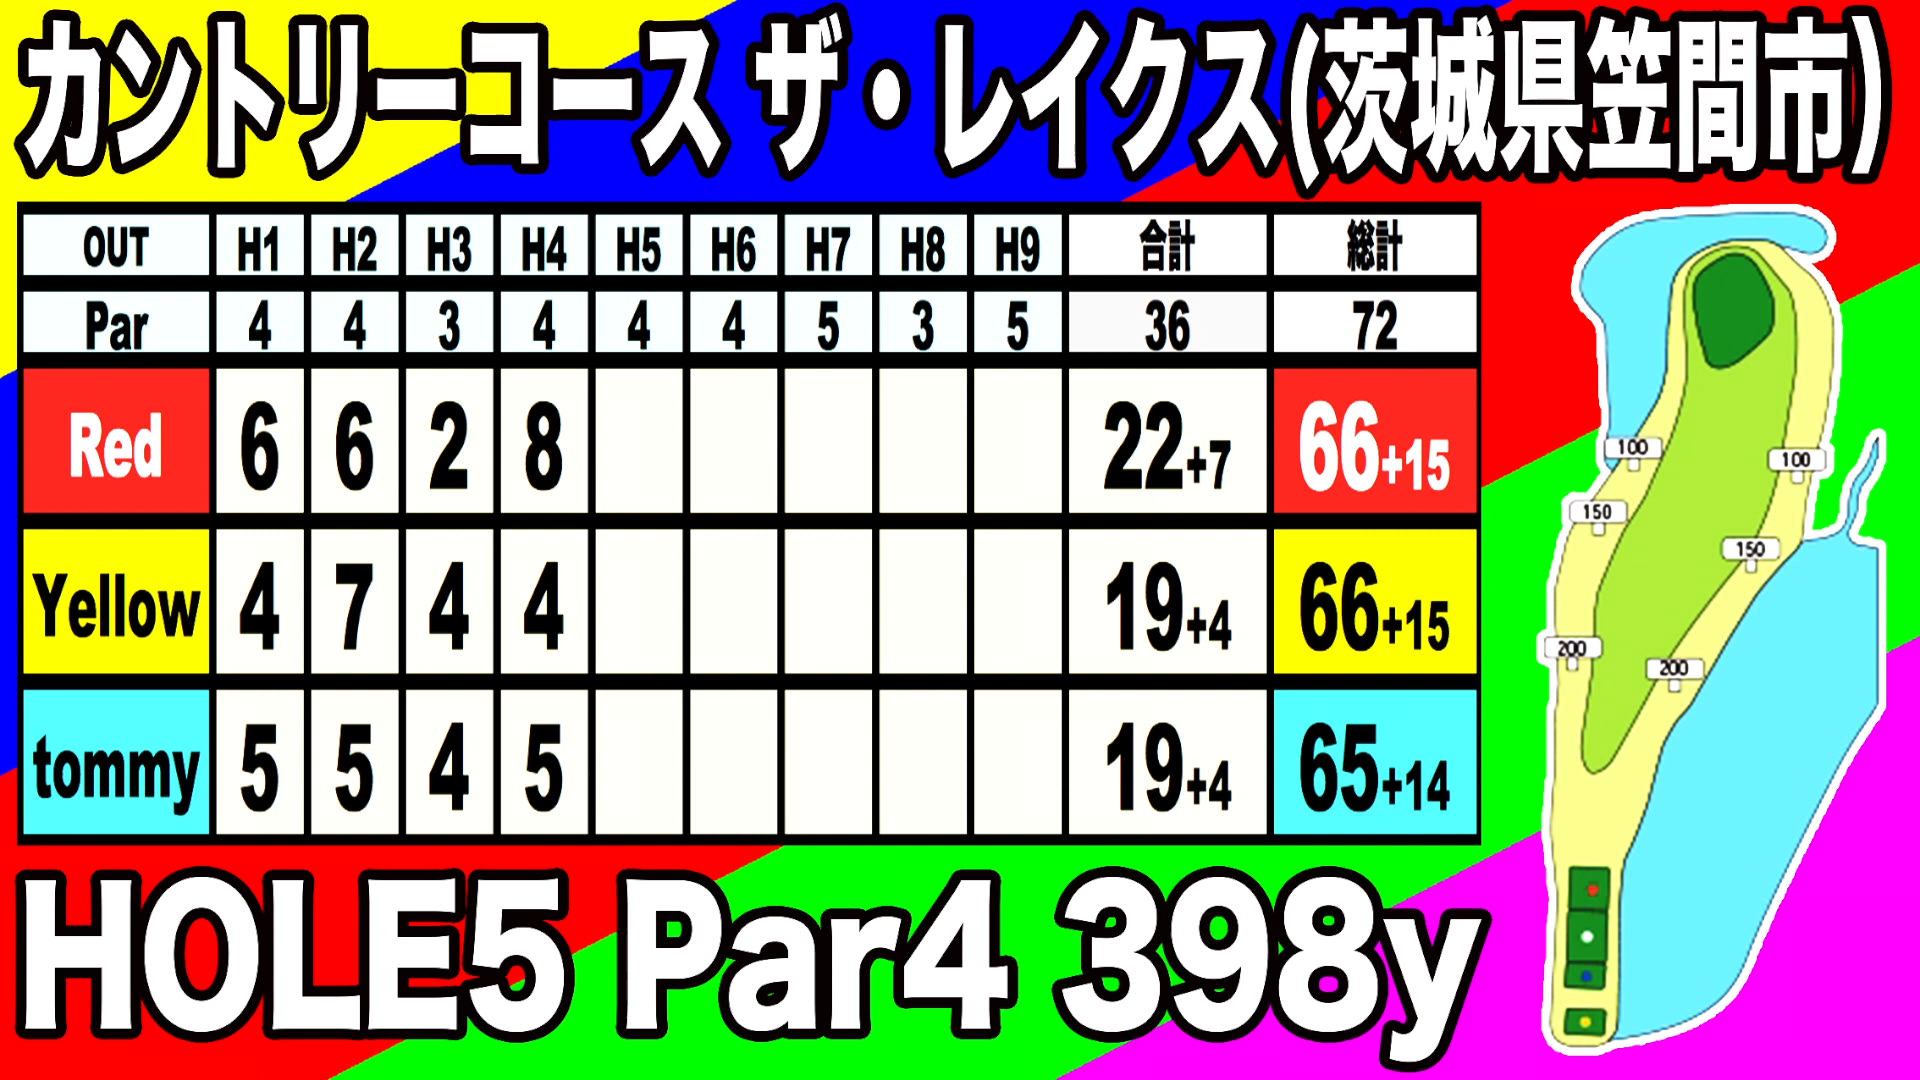 カントリーコース ザ・レイクス(茨城県笠間市)
OUT H1 H2 H3 H4 H5 H6 H7 H8 H9 合計 総計
Par 4 4 3 4 4 4 5 3 5 36 72
Red 6 6 2 8 22+7 66+15
Yellow 4 7 4 4 19+4 66+15
tommy 5 5 4 5 19+4 65+14
100 100
150
150
200
200
HOLE5 Par4 398y